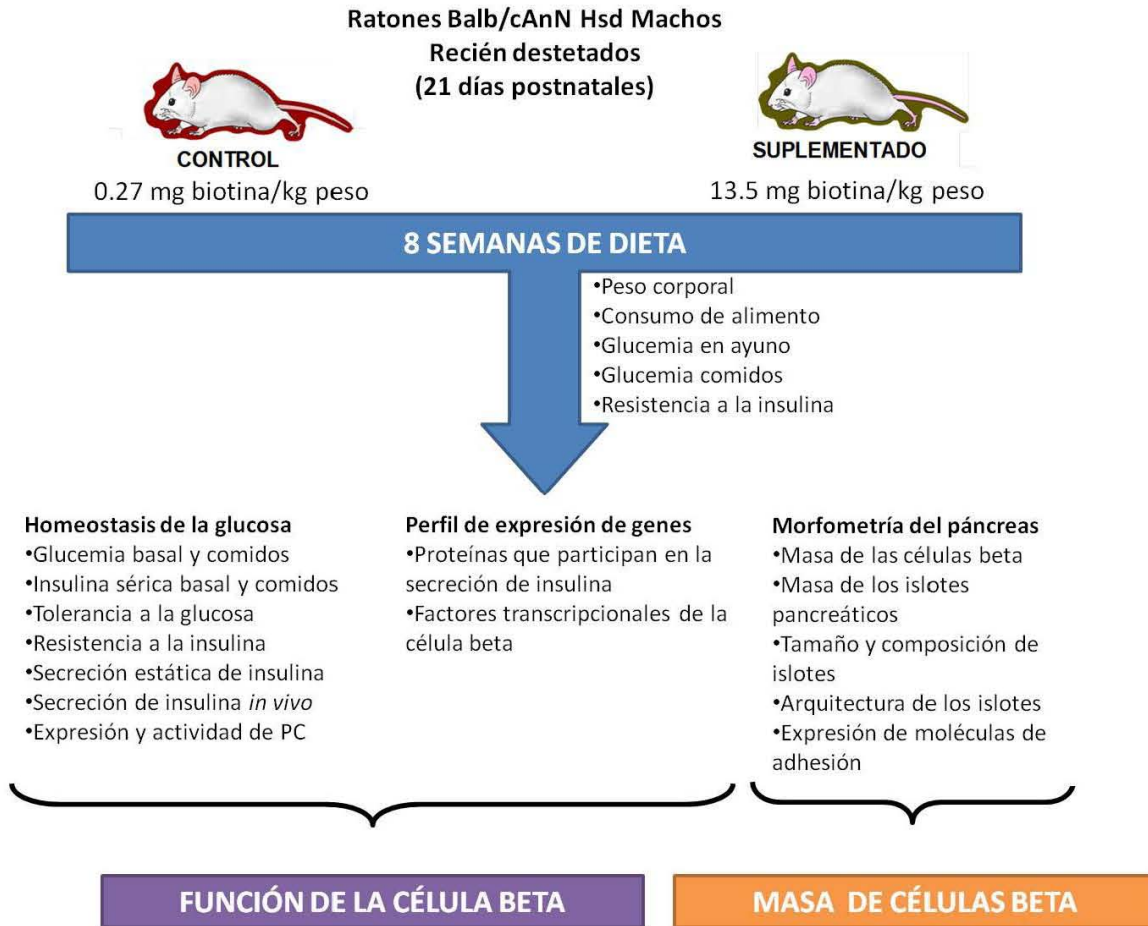 Ratones Balb/cAnN Hsd Machos
Recién destetados
(21 días postnatales)
CONTROL
0.27 mg biotina/kg peso
SUPLEMENTADO
13.5 mg biotina/kg peso
8 SEMANAS DE DIETA
•Peso corporal
•Consumo de alimento
•Glucemia en ayuno
•Glucemia comidos
•Resistencia a la insulina
Homeostasis de la glucosa
•Glucemia basal y comidos
•Insulina sérica basal y comidos
•Tolerancia a la glucosa
•Resistencia a la insulina
•Secreción estática de insulina
•Secreción de insulina in vivo
•Expresión y actividad de PC
Perfil de expresión de genes
•Proteínas que participan en la
secreción de insulina
•Factores transcripcionales de la
célula beta
Morfometría del páncreas
•Masa de las células beta
•Masa de los islotes
pancreáticos
•Tamaño y composición de
islotes
•Arquitectura de los islotes
•Expresión de moléculas de
adhesión
FUNCIÓN DE LA CÉLULA BETA
MASA DE CÉLULAS BETA